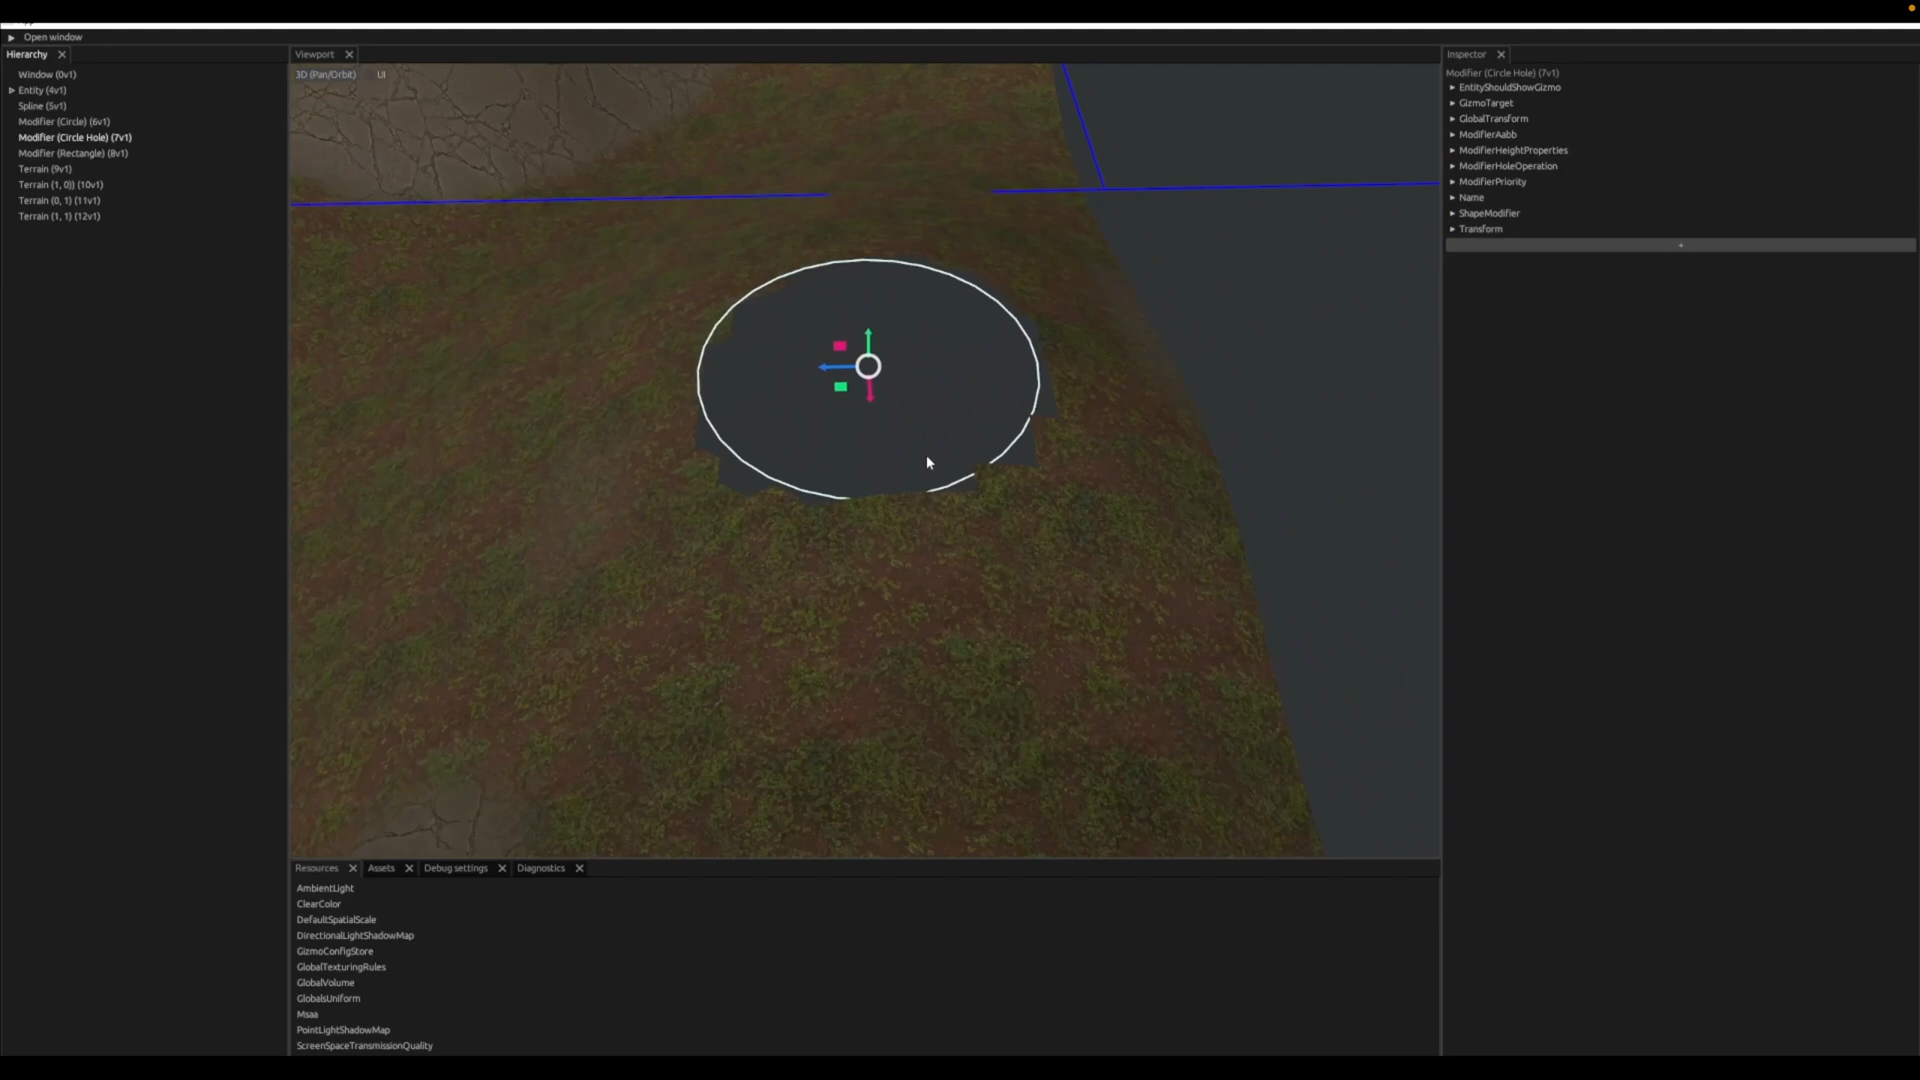 Open window
Hierarchy
Window (0v1)
Entity (4v1)
Spline (5v1)
Modifier (Circle) (6v1)
Modifier (Circle Hole) (7v1)
Modifier (Rectangle) (8v1)
Terrain (9v1)
Terrain (1, 0)) (10v1)
Terrain (0, 1) (11v1)
Terrain (1, 1) (12v1)
Viewport
3D (Pan/Orbit) UI
Resources Assets Debug settings Diagnostics
AmbientLight
ClearColor
DefaultSpatialScale
DirectionalLightShadowMap
GizmoConfigStore
GlobalTexturingRules
GlobalVolume
GlobalsUniform
Msaa
PointLightShadowMap
ScreenSpaceTransmissionQuality
Inspector
Modifier (Circle Hole) (7v1)
EntityShouldShowGizmo
GizmoTarget
GlobalTransform
ModifierAabb
ModifierHeightProperties
ModifierHoleOperation
ModifierPriority
Name
ShapeModifier
Transform
+